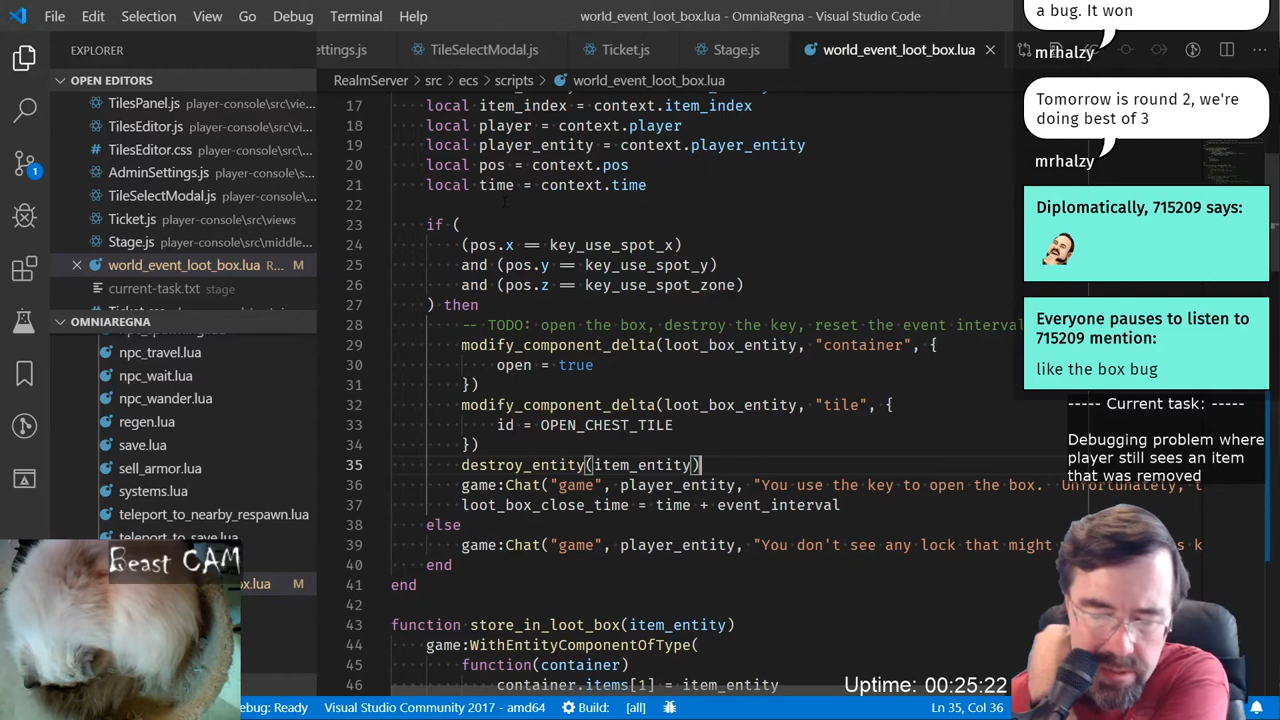 File Edit Selection View Go Debug Terminal Help
world_event_loot_box.lua - OmniaRegna - Visual Studio Code
a bug. It won
mrhalzy
Tomorrow is round 2, we're
doing best of 3
mrhalzy
Diplomatically, 715209 says:
Everyone pauses to listen to
715209 mention:
like the box bug
----- Current task: -----
Debugging problem where
player still sees an item
that was removed
EXPLORER
OPEN EDITORS
TilesPanel.js player-console\src\vie...
TilesEditor.js player-console\src\vi...
TilesEditor.css player-console\src\...
AdminSettings.js player-console\s...
TileSelectModal.js player-console\...
Ticket.js player-console\src\views
Stage.js player-console\src\middle...
world_event_loot_box.lua R... M
current-task.txt stage
OMNIAREGNA
npc_travel.lua
npc_wait.lua
npc_wander.lua
regen.lua
save.lua
sell_armor.lua
systems.lua
teleport_to_nearby_respawn.lua
teleport_to_save.lua
box.lua M
Beast CAM
ettings.js TileSelectModal.js Ticket.js Stage.js world_event_loot_box.lua
RealmServer > src > ecs > scripts > world_event_loot_box.lua
17 local item_index = context.item_index
18 local player = context.player
19 local player_entity = context.player_entity
20 local pos = context.pos
21 local time = context.time
22
23 if (
24 (pos.x == key_use_spot_x)
25 and (pos.y == key_use_spot_y)
26 and (pos.z == key_use_spot_zone)
27 ) then
28 -- TODO: open the box, destroy the key, reset the event interval
29 modify_component_delta(loot_box_entity, "container", {
30 open = true
31 })
32 modify_component_delta(loot_box_entity, "tile", {
33 id = OPEN_CHEST_TILE
34 })
35 destroy_entity(item_entity)
36 game:Chat("game", player_entity, "You use the key to open the box. Unfortunately, t
37 loot_box_close_time = time + event_interval
38 else
39 game:Chat("game", player_entity, "You don't see any lock that might
40 end
41 end
42
43 function store_in_loot_box(item_entity)
44 game:WithEntityComponentOfType(
45 function(container)
46 container.items[1] = item_entity
Uptime: 00:25:22
ebug: Ready Visual Studio Community 2017 - amd64 Build: [all] Ln 35, Col 36
1